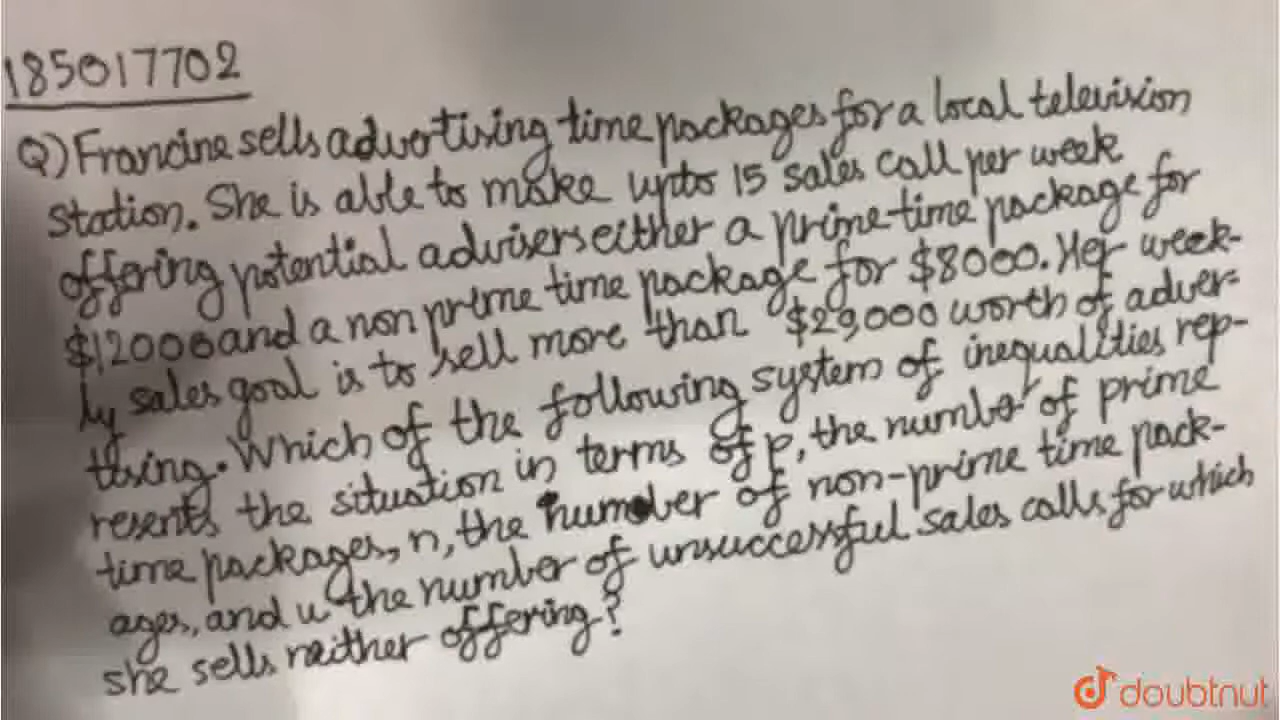 185017702
Q) Francine sells advertising time packages for a local television
station. She is able to make upto 15 sales call per week
offering potential advisers either a prime-time package for
$12000 and a non prime time package for $8000. Her week-
ly sales goal is to sell more than $29,000 worth of adver-
tising. Which of the following system of inequalities rep-
resents the situation in terms of p, the number of prime
time packages, n, the number of non-prime time pack-
ages, and u the number of unsuccessful sales calls for which
she sells neither offering?
doubtnut